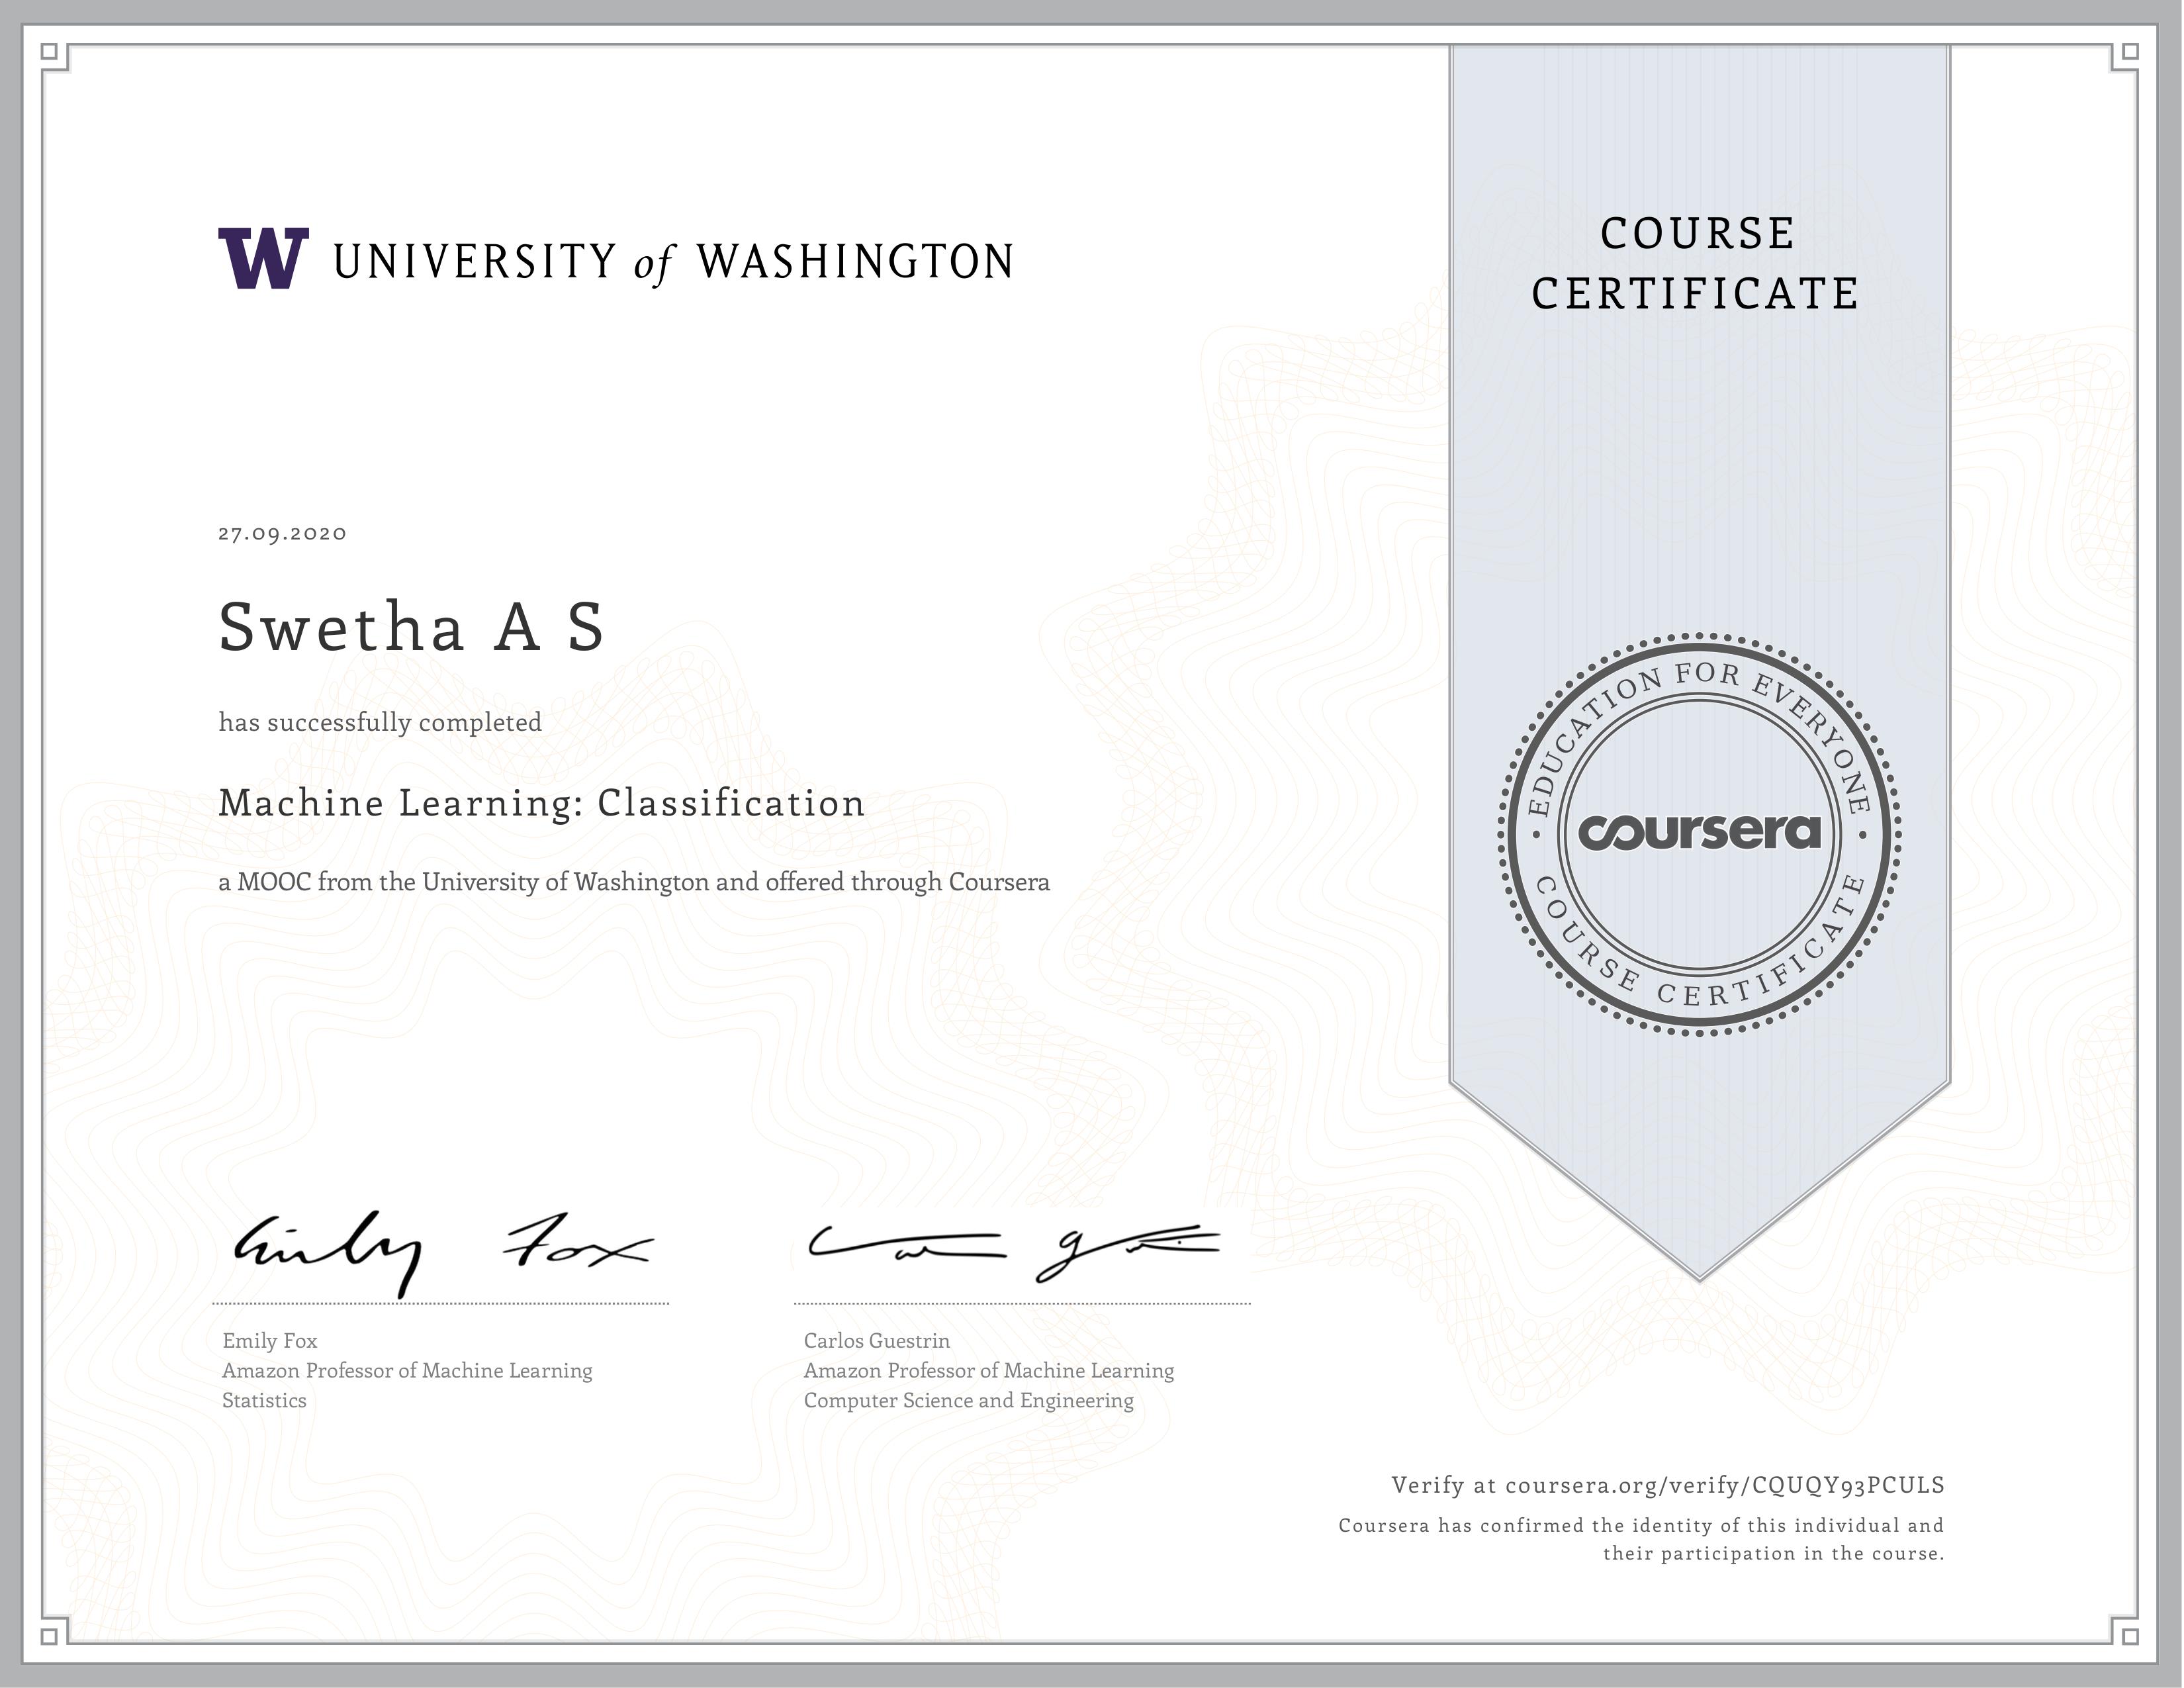 W UNIVERSITY of WASHINGTON
COURSE
CERTIFICATE
27.09.2020
Swetha A S
has successfully completed
Machine Learning: Classification
a MOOC from the University of Washington and offered through Coursera
EDUCATION FOR EVERYONE
coursera
COURSE CERTIFICATE
Emily Fox
Emily Fox
Amazon Professor of Machine Learning
Statistics
Carlos Guestrin
Amazon Professor of Machine Learning
Computer Science and Engineering
Verify at coursera.org/verify/CQUQY93PCULS
Coursera has confirmed the identity of this individual and
their participation in the course.